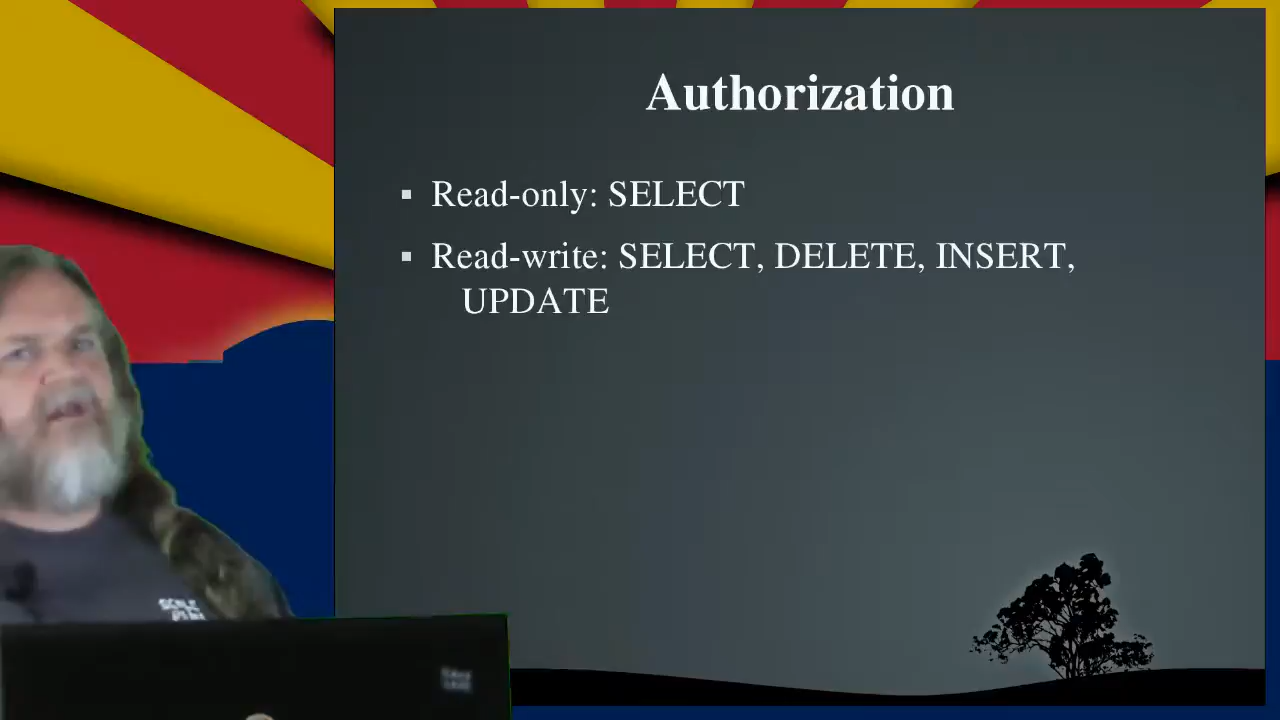 Authorization
▪ Read-only: SELECT
▪ Read-write: SELECT, DELETE, INSERT,
UPDATE